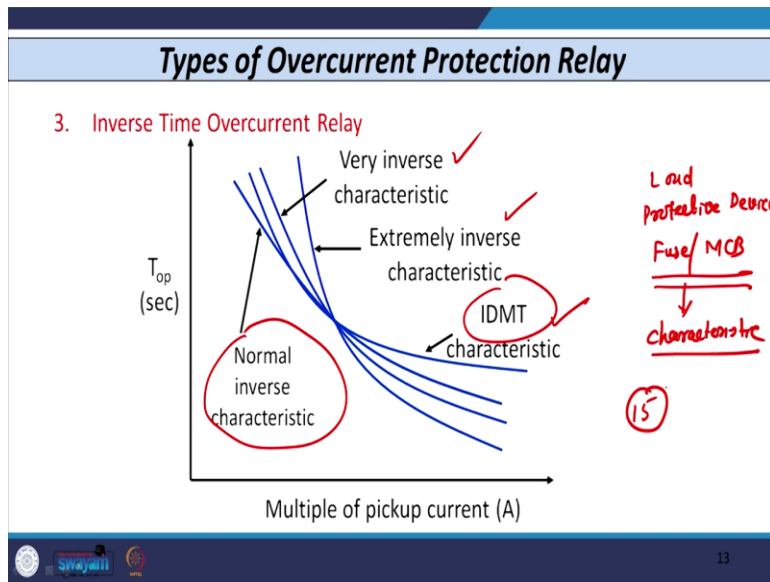 Types of Overcurrent Protection Relay
3. Inverse Time Overcurrent Relay
Very inverse
characteristic
Extremely inverse
characteristic
IDMT
characteristic
Normal
inverse
characteristic
T_op
(sec)
Multiple of pickup current (A)
Load
Protective Device
Fuse/ MCB
Characteristic
15
swayam
13